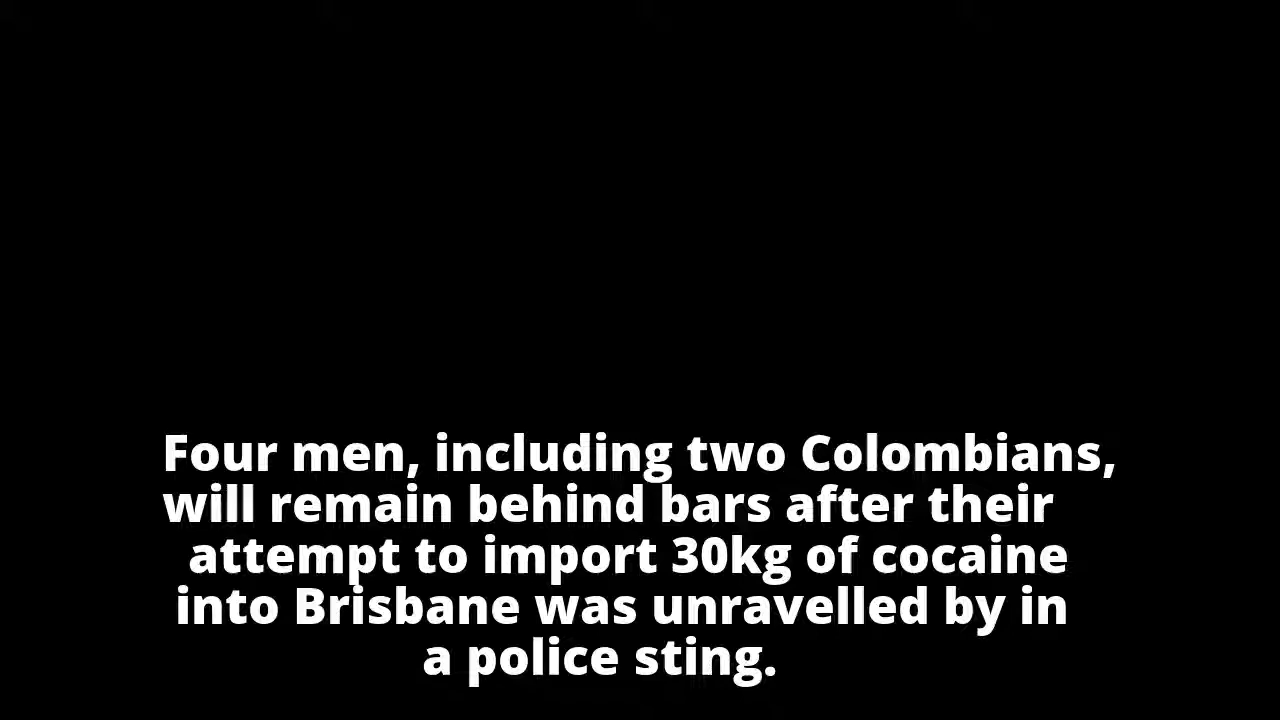 Four men, including two Colombians,
will remain behind bars after their
attempt to import 30kg of cocaine
into Brisbane was unravelled by in
a police sting.